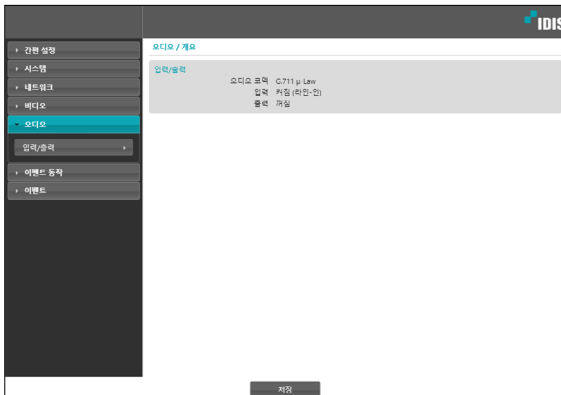 IDIS
간편 설정
시스템
네트워크
비디오
오디오
입력/출력
이벤트 동작
이벤트
오디오 / 개요
입력/출력
오디오 코덱 G.711 µ Law
입력 켜짐 (라인-인)
출력 꺼짐
저장